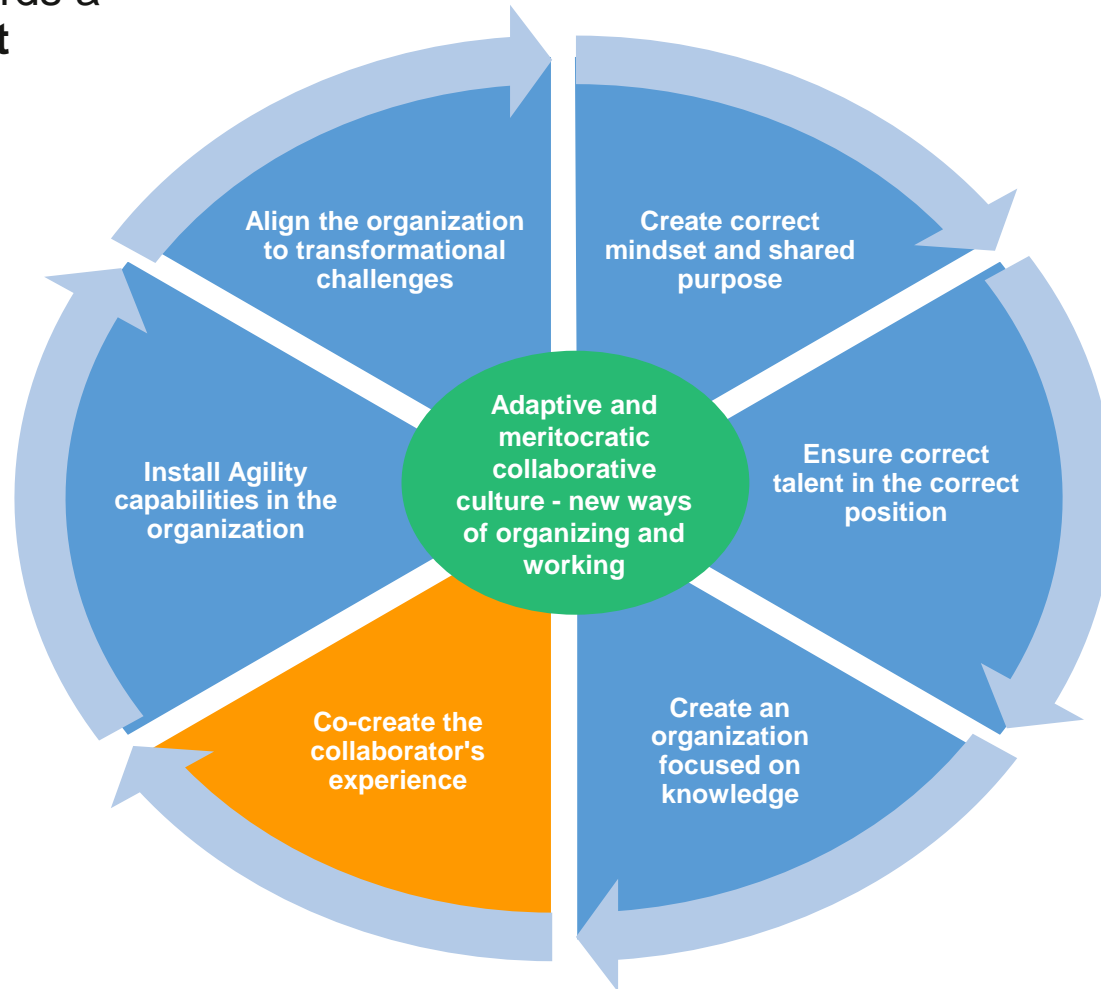 Align the organization
to transformational
challenges
Create correct
mindset and shared
purpose
Adaptive and
meritocratic
collaborative
culture - new ways
of organizing and
working
Install Agility
capabilities in the
organization
Ensure correct
talent in the correct
position
Co-create the
collaborator's
experience
Create an
organization
focused on
knowledge